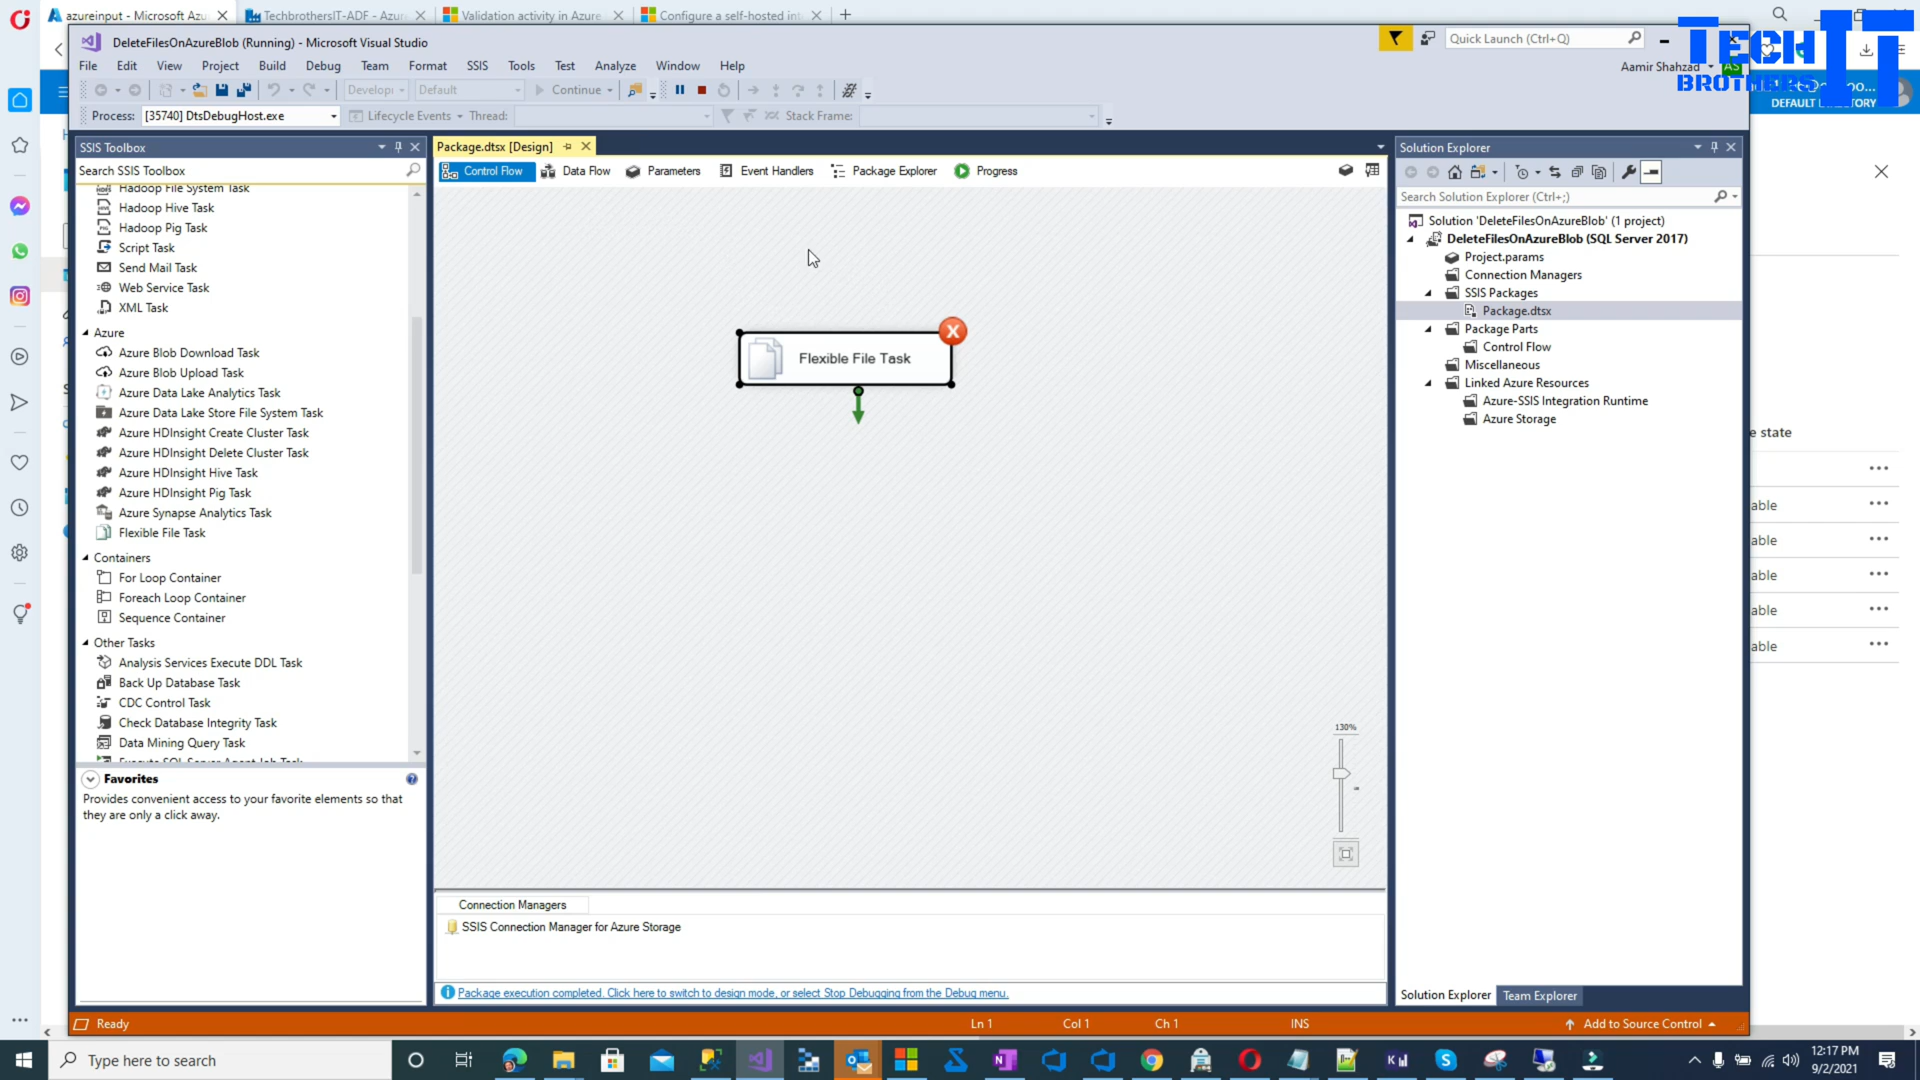 azureinput - Microsoft Azu
TechbrothersIT-ADF - Azur
Validation activity in Azure
Configure a self-hosted int
DeleteFilesOnAzureBlob (Running) - Microsoft Visual Studio
Quick Launch (Ctrl+Q)
TECH IT
BROTHERS
File Edit View Project Build Debug Team Format SSIS Tools Test Analyze Window Help
Aamir Shahzad
AS
DEFAULT DIRECTORY
Develop Default Continue
Process: [35740] DtsDebugHost.exe Lifecycle Events Thread: Stack Frame:
SSIS Toolbox
Search SSIS Toolbox
Hadoop File System Task
Hadoop Hive Task
Hadoop Pig Task
Script Task
Send Mail Task
Web Service Task
XML Task
Azure
Azure Blob Download Task
Azure Blob Upload Task
Azure Data Lake Analytics Task
Azure Data Lake Store File System Task
Azure HDInsight Create Cluster Task
Azure HDInsight Delete Cluster Task
Azure HDInsight Hive Task
Azure HDInsight Pig Task
Azure Synapse Analytics Task
Flexible File Task
Containers
For Loop Container
Foreach Loop Container
Sequence Container
Other Tasks
Analysis Services Execute DDL Task
Back Up Database Task
CDC Control Task
Check Database Integrity Task
Data Mining Query Task
Execute SQL Server Agent Job Task
Favorites
Provides convenient access to your favorite elements so that
they are only a click away.
Package.dtsx [Design]
Control Flow Data Flow Parameters Event Handlers Package Explorer Progress
Flexible File Task
130%
Connection Managers
SSIS Connection Manager for Azure Storage
Package execution completed. Click here to switch to design mode, or select Stop Debugging from the Debug menu.
Solution Explorer
Search Solution Explorer (Ctrl+;)
Solution 'DeleteFilesOnAzureBlob' (1 project)
DeleteFilesOnAzureBlob (SQL Server 2017)
Project.params
Connection Managers
SSIS Packages
Package.dtsx
Package Parts
Control Flow
Miscellaneous
Linked Azure Resources
Azure-SSIS Integration Runtime
Azure Storage
Solution Explorer Team Explorer
e state
able
able
able
able
able
Ready Ln 1 Col 1 Ch 1 INS Add to Source Control
Type here to search
12:17 PM
9/2/2021